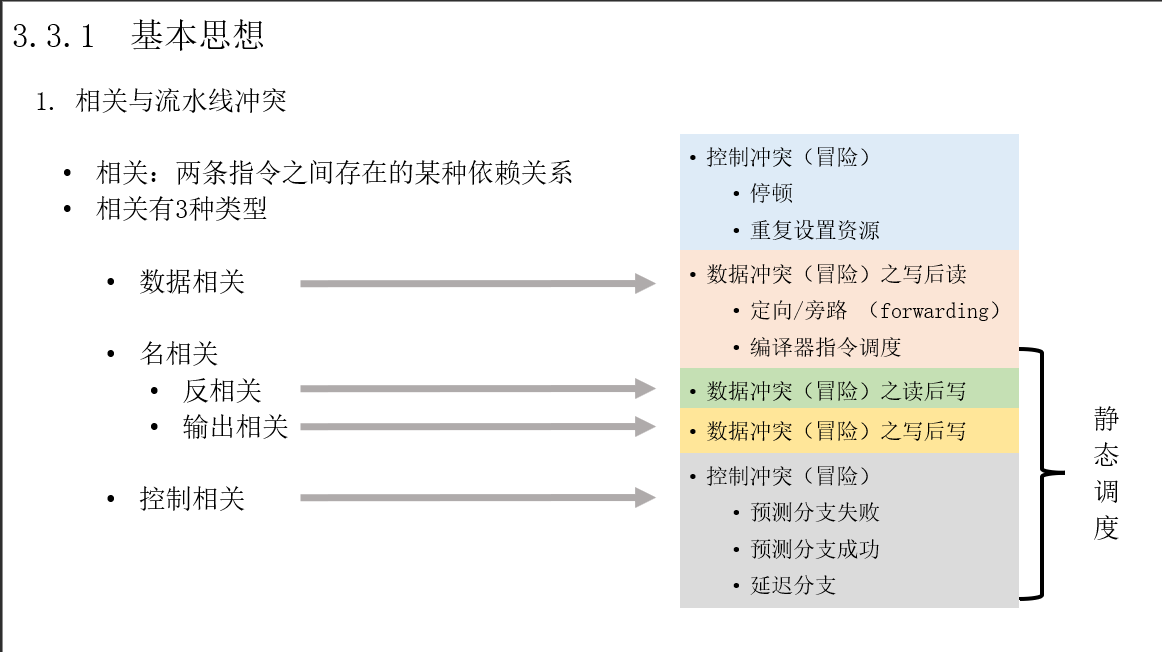 3.3.1 基本思想
1. 相关与流水线冲突
• 相关：两条指令之间存在的某种依赖关系
• 相关有3种类型
• 数据相关
• 名相关
• 反相关
• 输出相关
• 控制相关
• 控制冲突（冒险）
• 停顿
• 重复设置资源
• 数据冲突（冒险）之写后读
• 定向/旁路 （forwarding）
• 编译器指令调度
• 数据冲突（冒险）之读后写
• 数据冲突（冒险）之写后写
• 控制冲突（冒险）
• 预测分支失败
• 预测分支成功
• 延迟分支
静
态
调
度